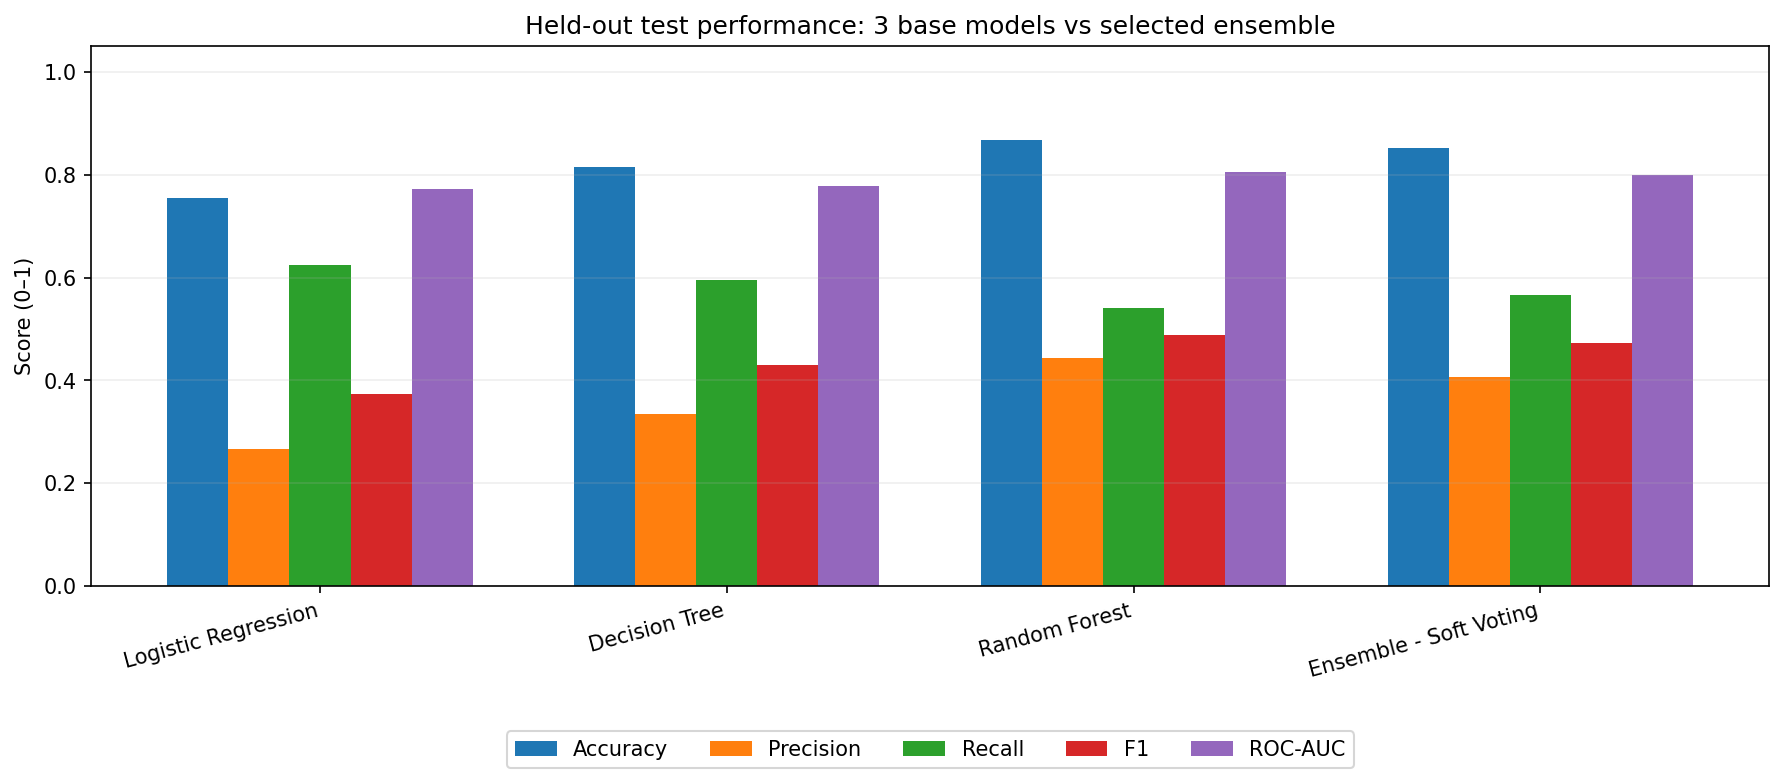 Held-out test performance: 3 base models vs selected ensemble
Score (0–1)
1.0
0.8
0.6
0.4
0.2
0.0
Logistic Regression
Decision Tree
Random Forest
Ensemble - Soft Voting
Accuracy
Precision
Recall
F1
ROC-AUC